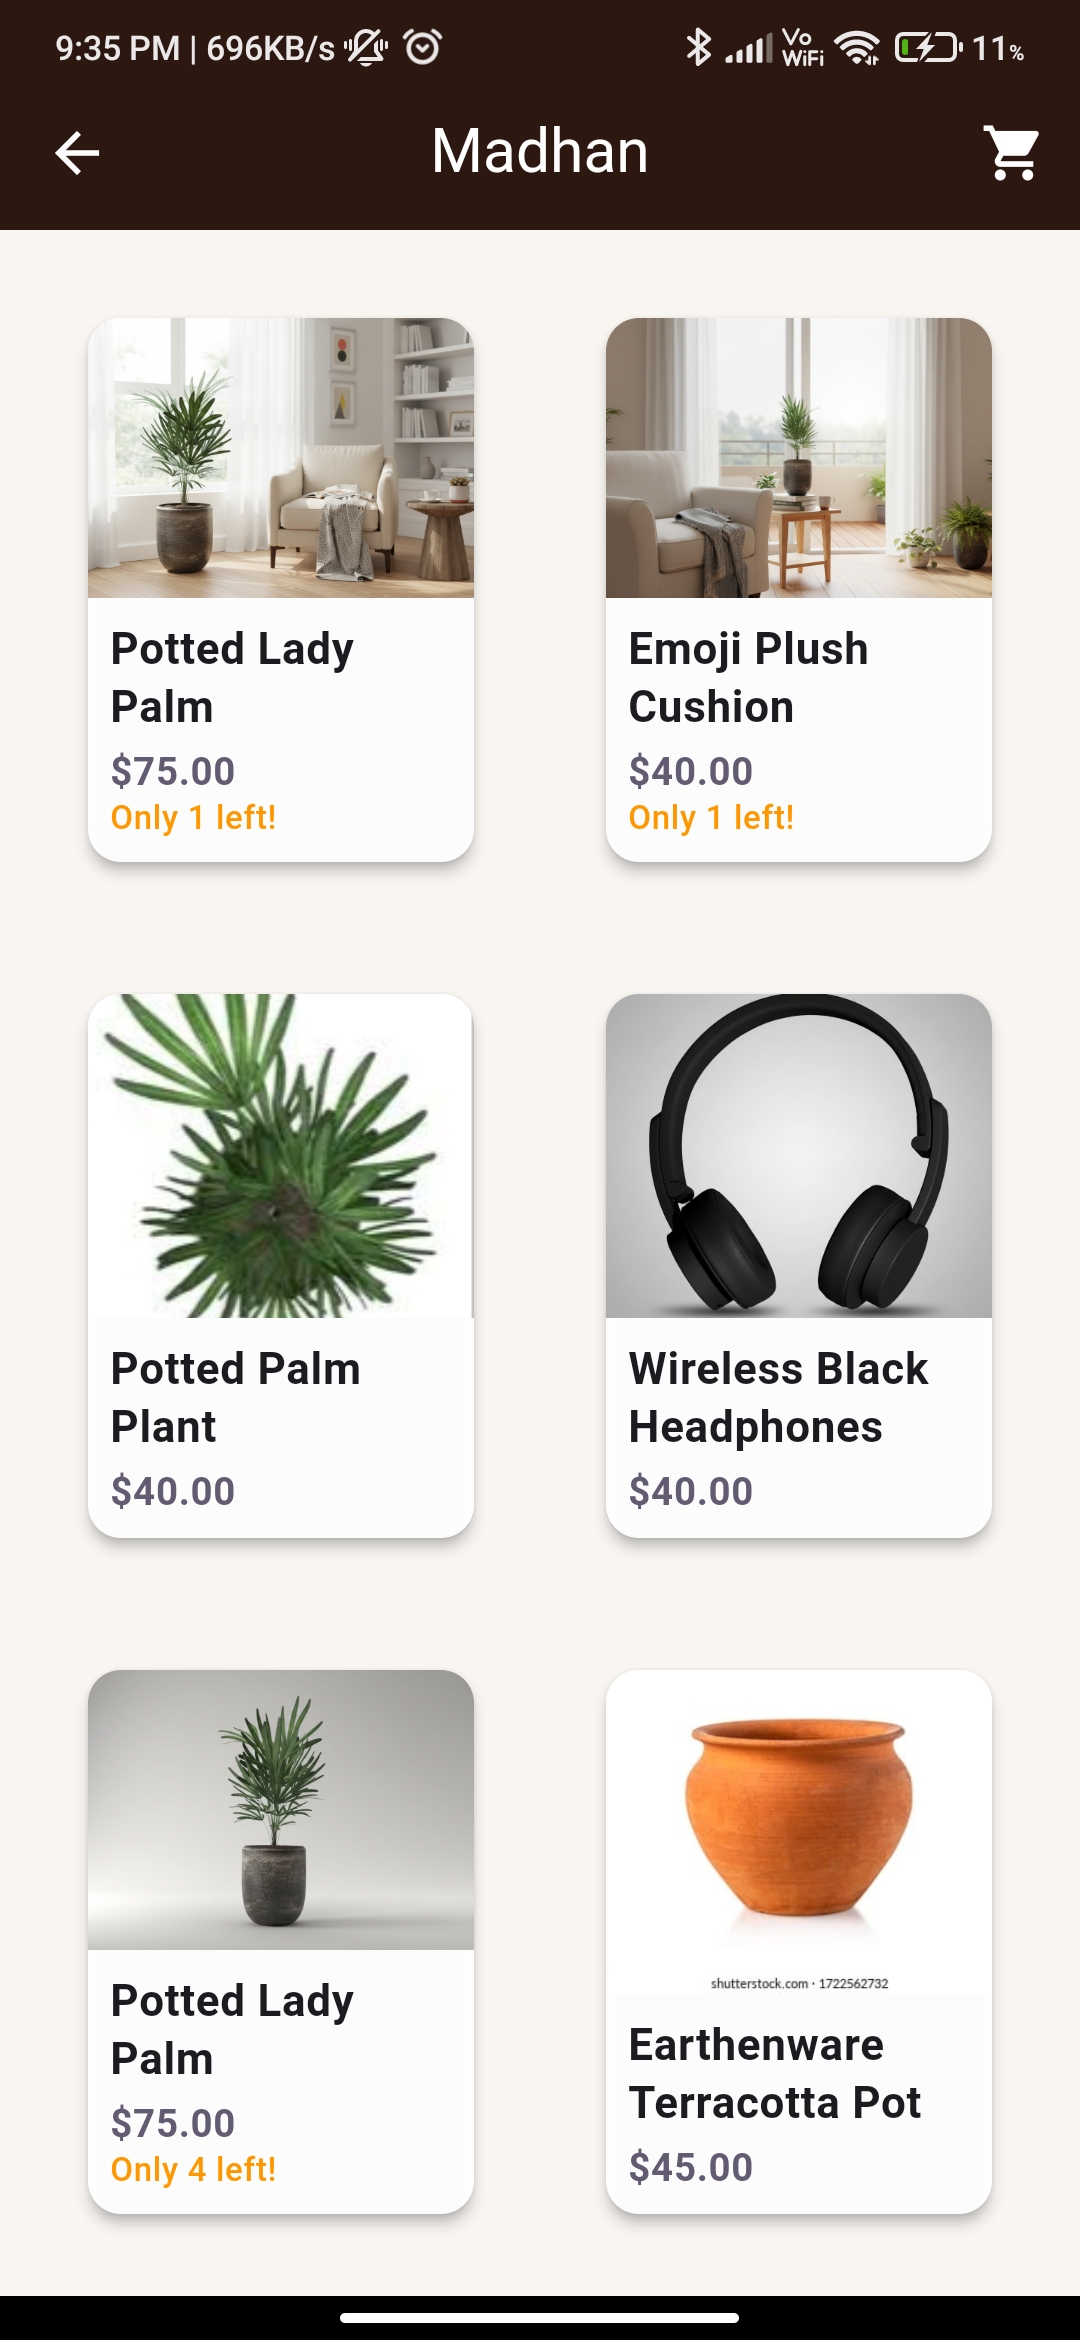 9:35 PM | 696KB/s
Vo
WiFi
11%
Madhan
Potted Lady
Palm
$75.00
Only 1 left!
Emoji Plush
Cushion
$40.00
Only 1 left!
Potted Palm
Plant
$40.00
Wireless Black
Headphones
$40.00
Potted Lady
Palm
$75.00
Only 4 left!
shutterstock.com · 1722562732
Earthenware
Terracotta Pot
$45.00